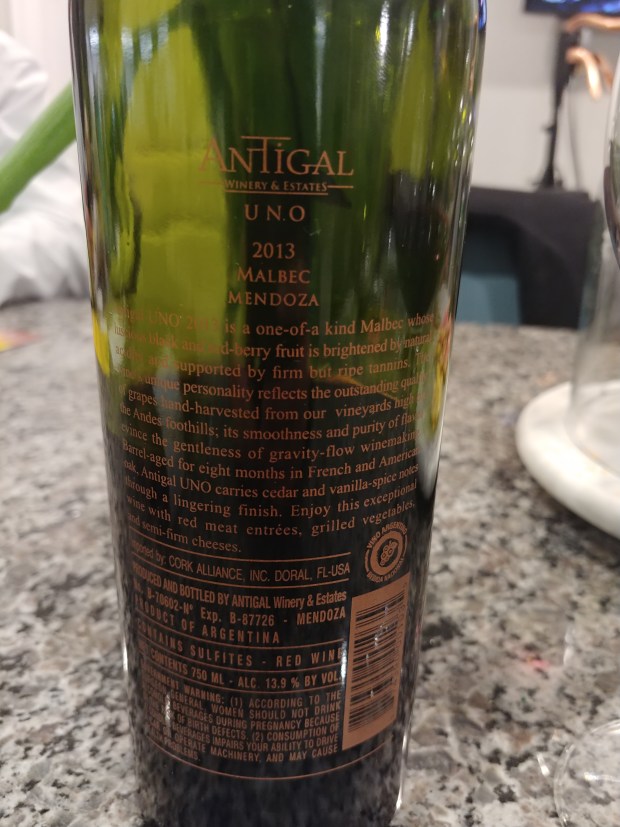 ANTIGAL
WINERY & ESTATES
UNO
2013
MALBEC
MENDOZA
UNO is a one-of-a kind Malbec whose
black and red-berry fruit is brightened by natural
supported by firm but ripe tannins.
unique personality reflects the outstanding
grapes hand-harvested from our vineyards
the Andes foothills; its smoothness and purity of
evince the gentleness of gravity-flow
Barrel-aged for eight months in French and American
oak, Antigal UNO carries cedar and vanilla-spice notes
through a lingering finish. Enjoy this exceptional
wine with red meat entrées, grilled vegetables,
and semi-firm cheeses.
Imported by: CORK ALLIANCE, INC. DORAL, FL-USA
VINO ARGENTINO
PRODUCED AND BOTTLED BY ANTIGAL Winery & Estates
B-70602-Nº Exp. B-87726 - MENDOZA
PRODUCT OF ARGENTINA
CONTAINS SULFITES - RED WINE
CONTENTS 750 ML - ALC. 13.9 % BY VOL.
WARNING: (1) ACCORDING TO THE
GENERAL, WOMEN SHOULD NOT DRINK
BEVERAGES DURING PREGNANCY BECAUSE
OF BIRTH DEFECTS. (2) CONSUMPTION OF
BEVERAGES IMPAIRS YOUR ABILITY TO DRIVE
OR OPERATE MACHINERY, AND MAY CAUSE
PROBLEMS.